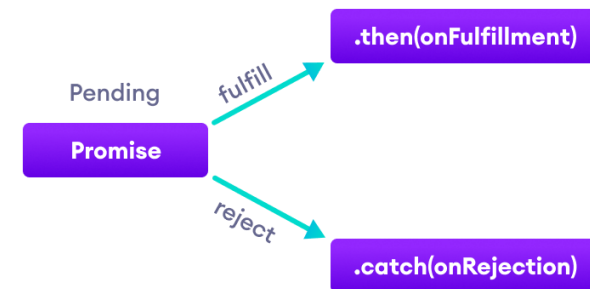 .then(onFulfillment)
Pending
fulfill
Promise
reject
.catch(onRejection)